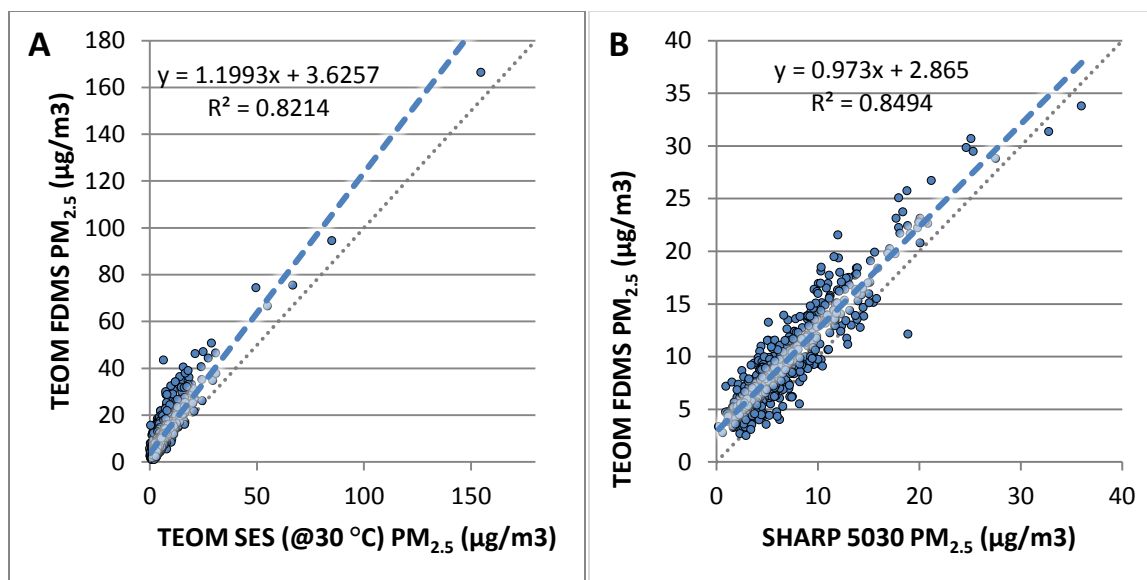 A
y = 1.1993x + 3.6257
R² = 0.8214
TEOM FDMS PM2.5 (µg/m3)
180
160
140
120
100
80
60
40
20
0
0 50 100 150
TEOM SES (@30 °C) PM2.5 (µg/m3)
B
y = 0.973x + 2.865
R² = 0.8494
TEOM FDMS PM2.5 (µg/m3)
40
35
30
25
20
15
10
5
0
0 10 20 30 40
SHARP 5030 PM2.5 (µg/m3)